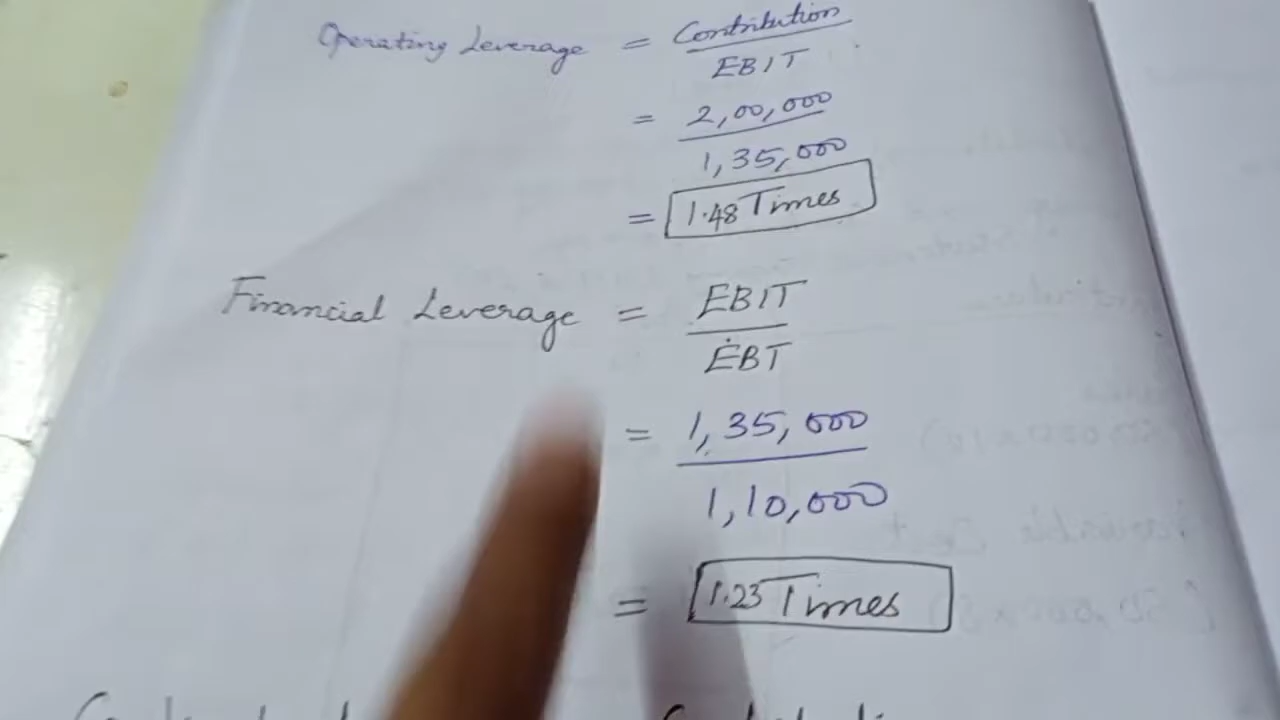 Operating Leverage = Contribution
EBIT
= 2,00,000
1,35,000
= 1.48 Times
Financial Leverage = EBIT
EBT
= 1,35,000
1,10,000
= 1.23 Times